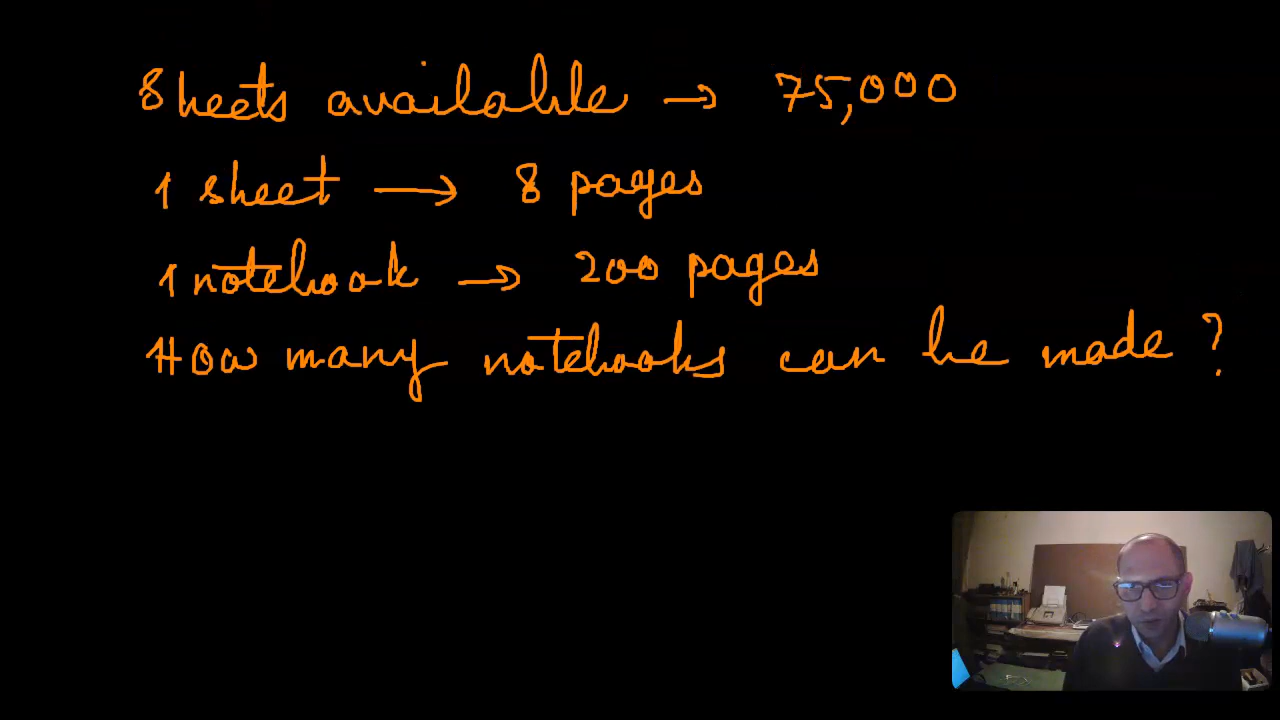 Sheets available → 75,000
1 sheet → 8 pages
1 notebook → 200 pages
How many notebooks can be made ?